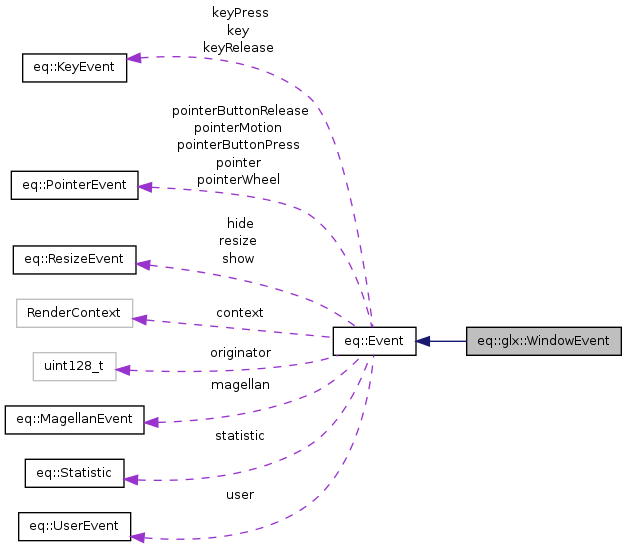 keyPress
key
keyRelease
eq::KeyEvent
pointerButtonRelease
pointerMotion
pointerButtonPress
pointer
pointerWheel
eq::PointerEvent
hide
resize
show
eq::ResizeEvent
RenderContext
context
eq::Event
eq::glx::WindowEvent
originator
uint128_t
magellan
eq::MagellanEvent
statistic
eq::Statistic
user
eq::UserEvent